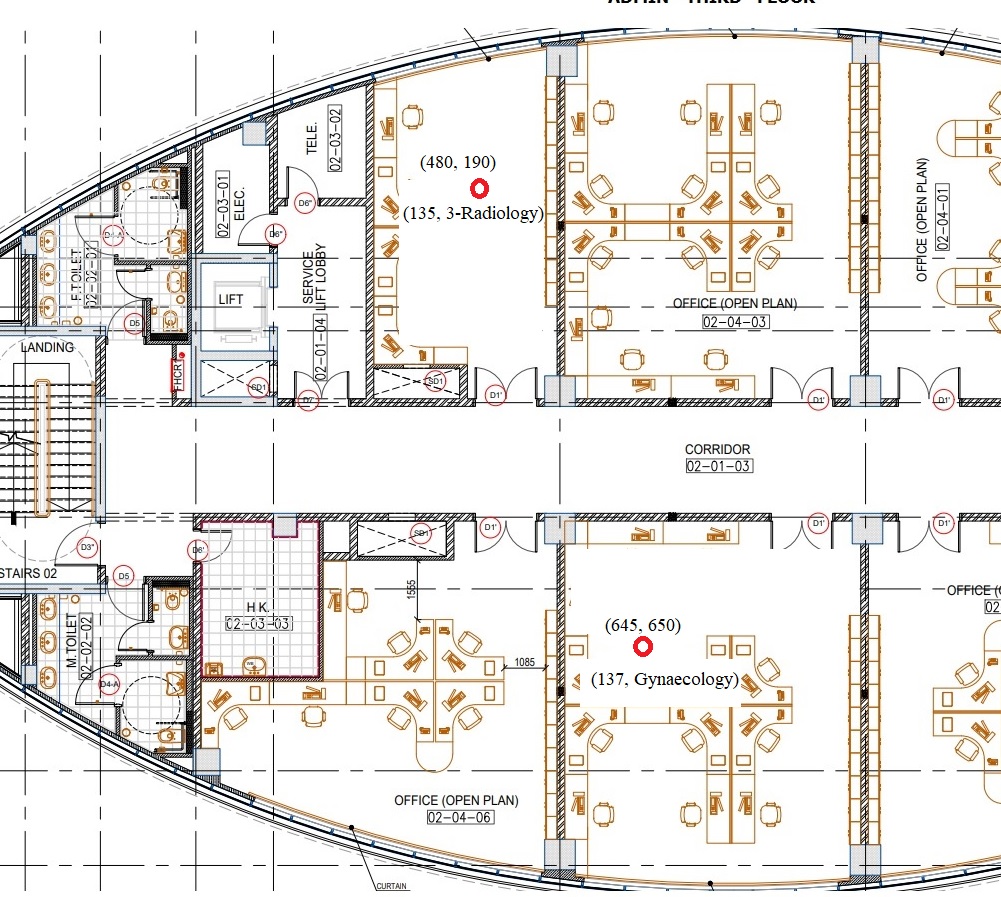 ADMIN THIRD FLOOR
TELE.
02-03-02
(480, 190)
(135, 3-Radiology)
02-03-01
ELEC.
D6"
D6"
D4-A
F.TOILET
02-02-01
OFFICE (OPEN PLAN)
02-04-01
SERVICE
LIFT LOBBY
02-01-04
LIFT
OFFICE (OPEN PLAN)
02-04-03
D5
LANDING
FHCR1
SD1
SD1
D7'
D1'
D1'
D1'
CORRIDOR
02-01-03
D3"
D6'
SD1
D1'
D1'
D1'
STAIRS 02
D5
1555
H.K.
02-03-03
OFFICE (
02
(645, 650)
M.TOILET
02-02-02
1085
(137, Gynaecology)
D4-A
OFFICE (OPEN PLAN)
02-04-06
CURTAIN